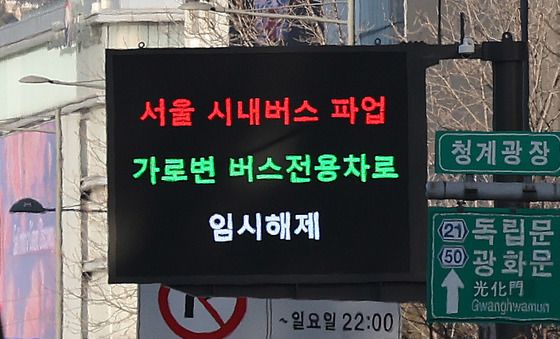 서울 시내버스 파업
가로변 버스전용차로
임시해제
청계광장
21 독립문
50 광화문
光化門
Gwanghwamun
~일요일 22:00